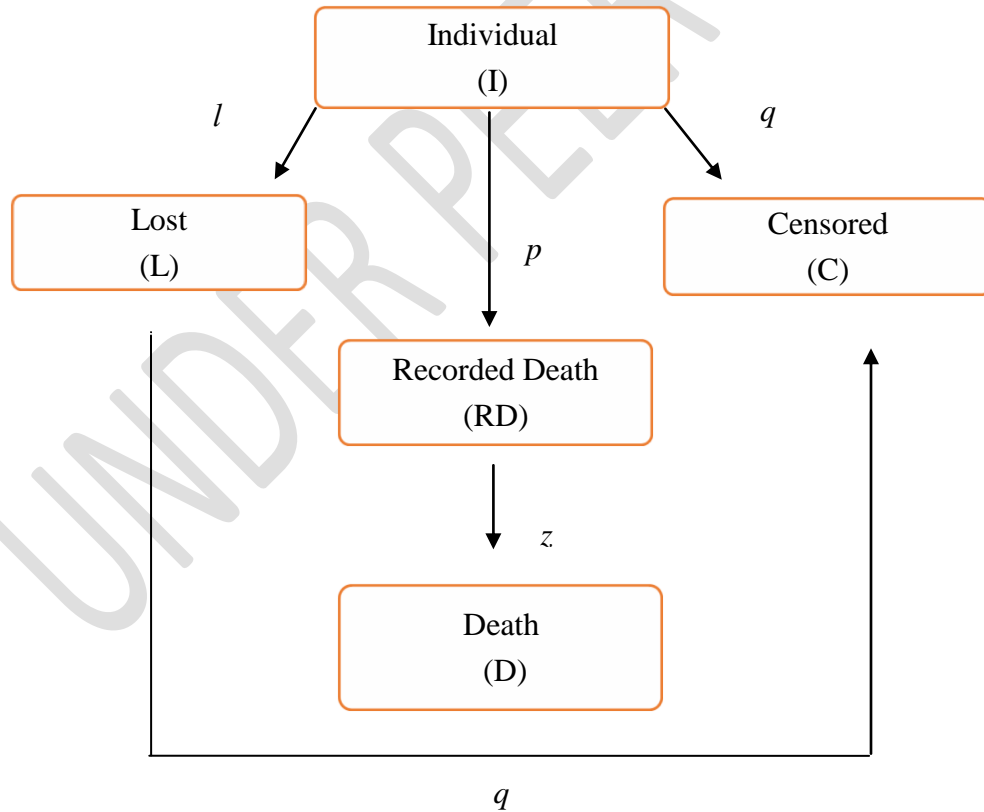 Individual
(I)
l
q
Lost
(L)
Censored
(C)
p
Recorded Death
(RD)
z
Death
(D)
q
UNDER PEER